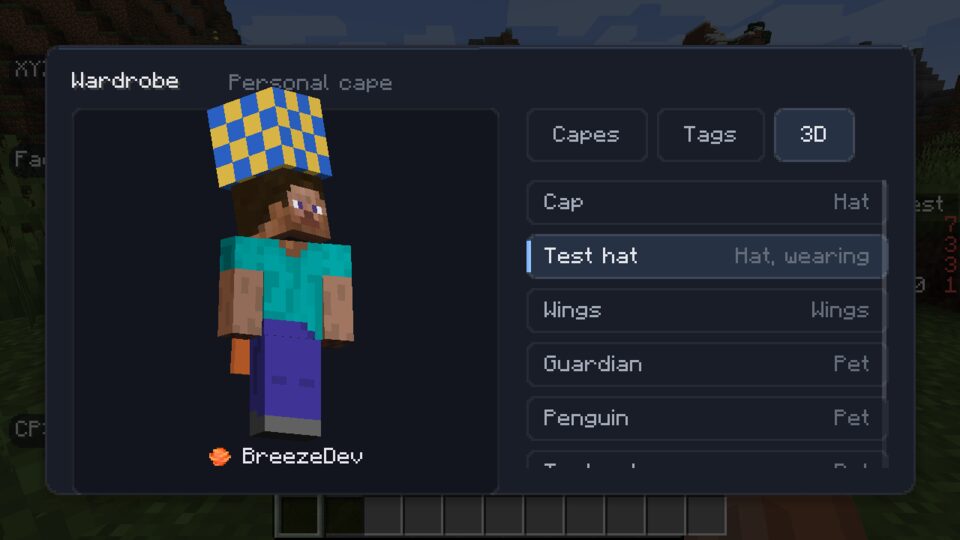 Wardrobe
Personal cape
Capes
Tags
3D
Cap
Hat
Test hat
Hat, wearing
Wings
Wings
Guardian
Pet
Penguin
Pet
BreezeDev